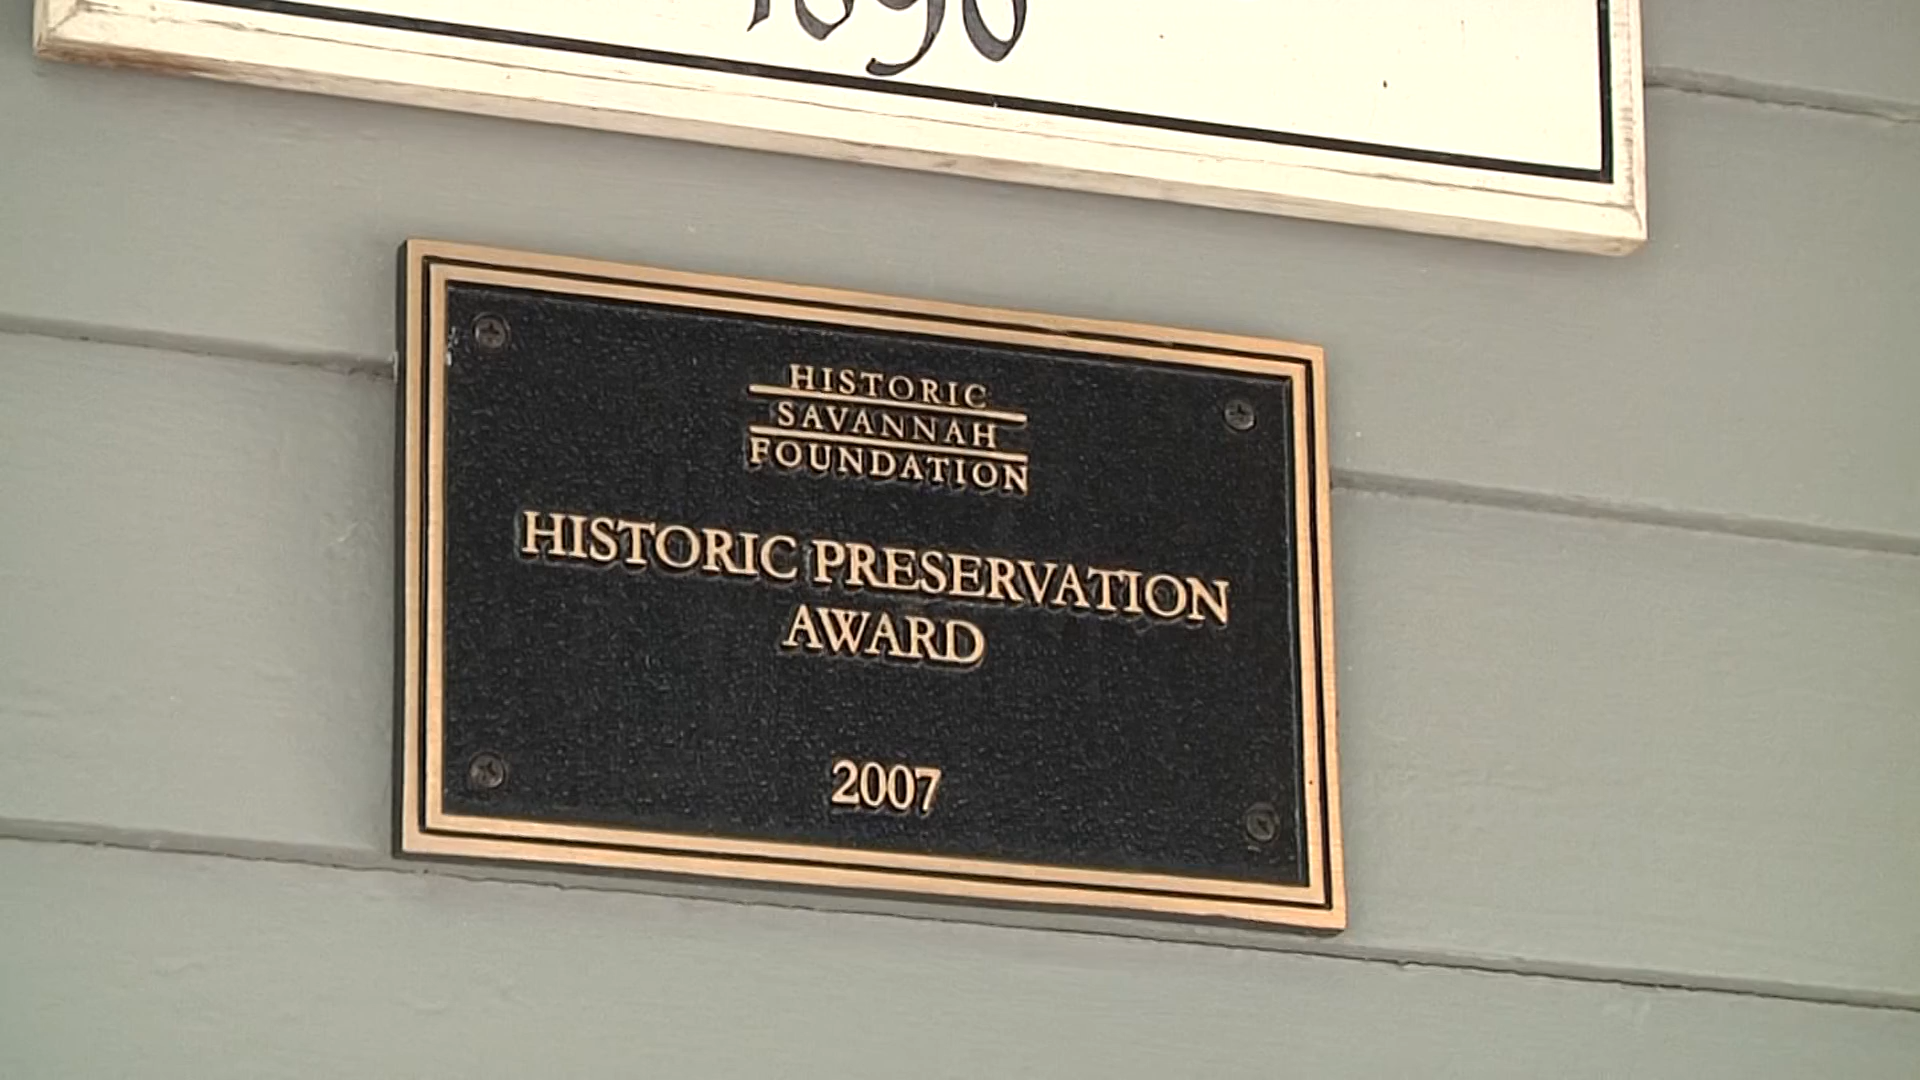 HISTORIC
SAVANNAH
FOUNDATION
HISTORIC PRESERVATION
AWARD
2007